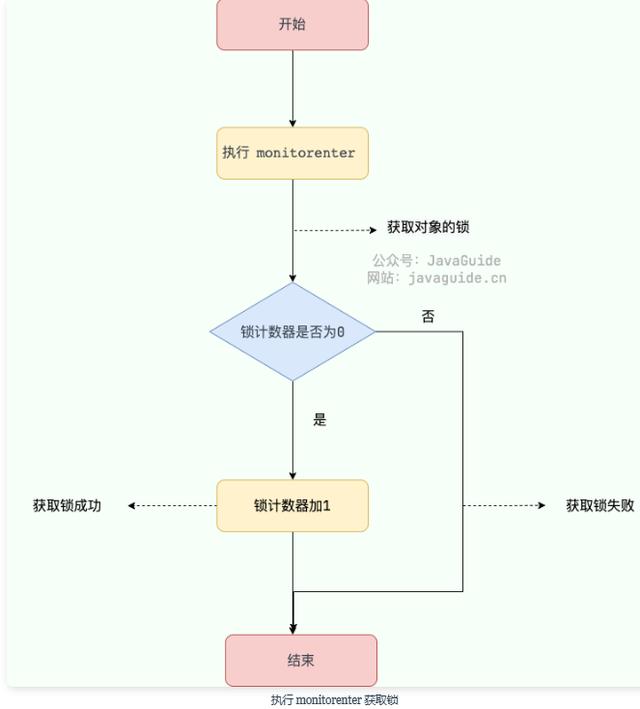 开始
执行 monitorenter
获取对象的锁
公众号: JavaGuide
网站: javaguide.cn
锁计数器是否为0
否
是
获取锁成功
锁计数器加1
获取锁失败
结束
执行 monitorenter 获取锁